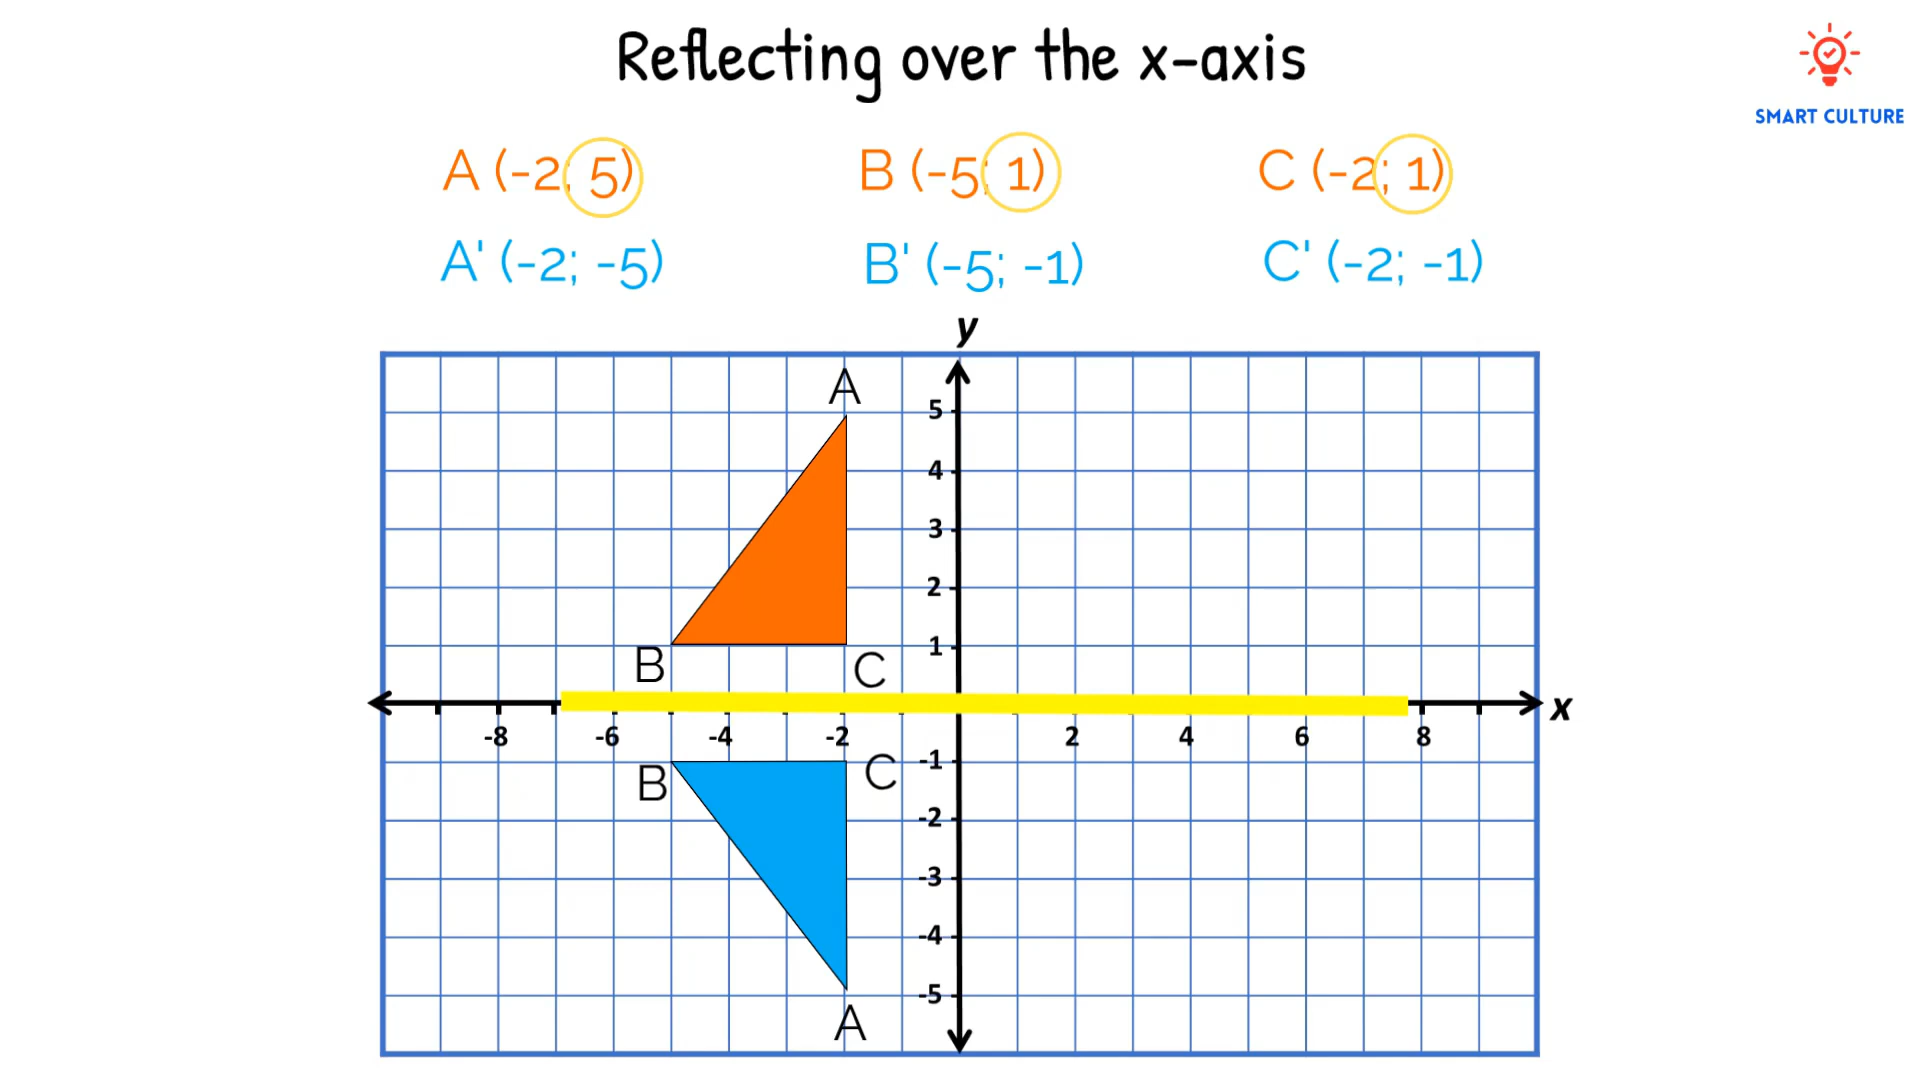 Reflecting over the x-axis
SMART CULTURE
A (-2; 5) B (-5; 1) C (-2; 1)
A' (-2; -5) B' (-5; -1) C' (-2; -1)
y
A
5
4
3
2
1
B C
x
-8 -6 -4 -2 2 4 6 8
B C -1
-2
-3
-4
-5
A